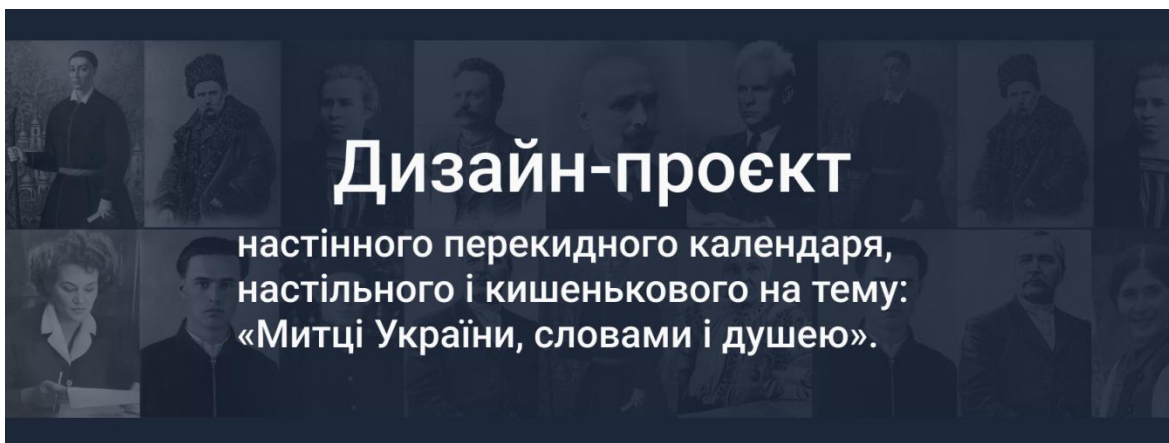 Дизайн-проєкт
настінного перекидного календаря,
настільного і кишенькового на тему:
«Митці України, словами і душею».